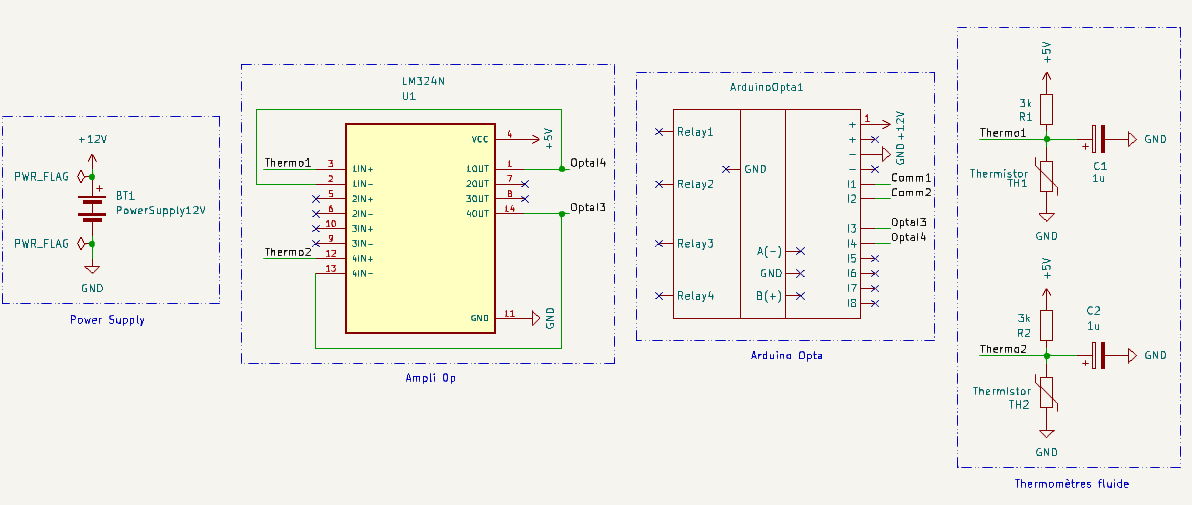 +12V
PWR_FLAG
+
BT1
PowerSupply12V
PWR_FLAG
GND
Power Supply
LM324N
U1
VCC
4
+5V
Thermo1
3
1IN+
1OUT
1
Optai4
2
1IN-
2OUT
7
5
2IN+
3OUT
8
6
2IN-
4OUT
14
Optai3
10
3IN+
9
3IN-
Thermo2
12
4IN+
13
4IN-
GND
11
GND
Ampli Op
ArduinoOpta1
Relay1
Relay2
Relay3
Relay4
GND
A(-)
GND
B(+)
+
1
+12V
+
-
GND
-
I1
Comm1
I2
Comm2
I3
Optai3
I4
Optai4
I5
I6
I7
I8
Arduino Opta
+5V
3k
R1
Thermo1
+
GND
C1
1u
Thermistor
TH1
GND
+5V
3k
R2
C2
1u
Thermo2
+
GND
Thermistor
TH2
GND
Thermomètres fluide